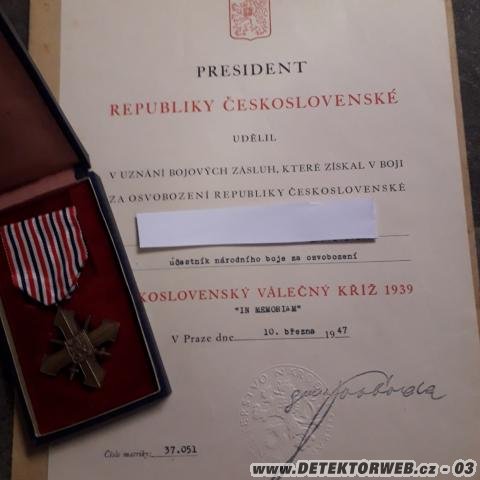 PRESIDENT
REPUBLIKY ČESKOSLOVENSKÉ
UDĚLIL
V UZNÁNÍ BOJOVÝCH ZÁSLUH, KTERÉ ZÍSKAL V BOJI
ZA OSVOBOZENÍ REPUBLIKY ČESKOSLOVENSKÉ
účastník národního boje za osvobození
KOSLOVENSKÝ VÁLEČNÝ KŘÍŽ 1939
"IN MEMORIAM"
V Praze dne 10. března 1947
Číslo matriky: 37.051
www.DETEKTORWEB.cz - 03